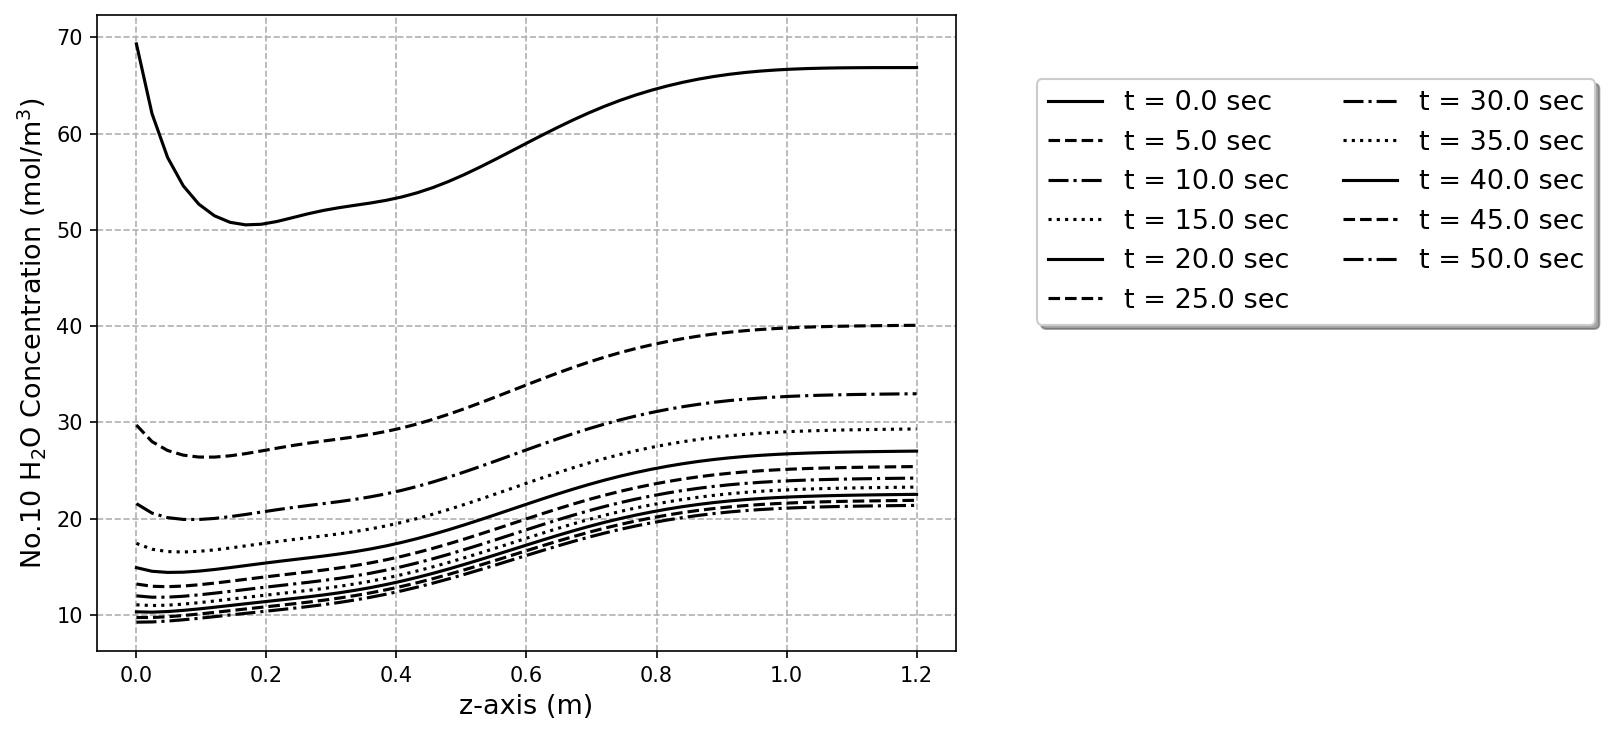 70
60
50
40
30
20
10
No.10 H₂O Concentration (mol/m³)
0.0 0.2 0.4 0.6 0.8 1.0 1.2
z-axis (m)
t = 0.0 sec
t = 5.0 sec
t = 10.0 sec
t = 15.0 sec
t = 20.0 sec
t = 25.0 sec
t = 30.0 sec
t = 35.0 sec
t = 40.0 sec
t = 45.0 sec
t = 50.0 sec